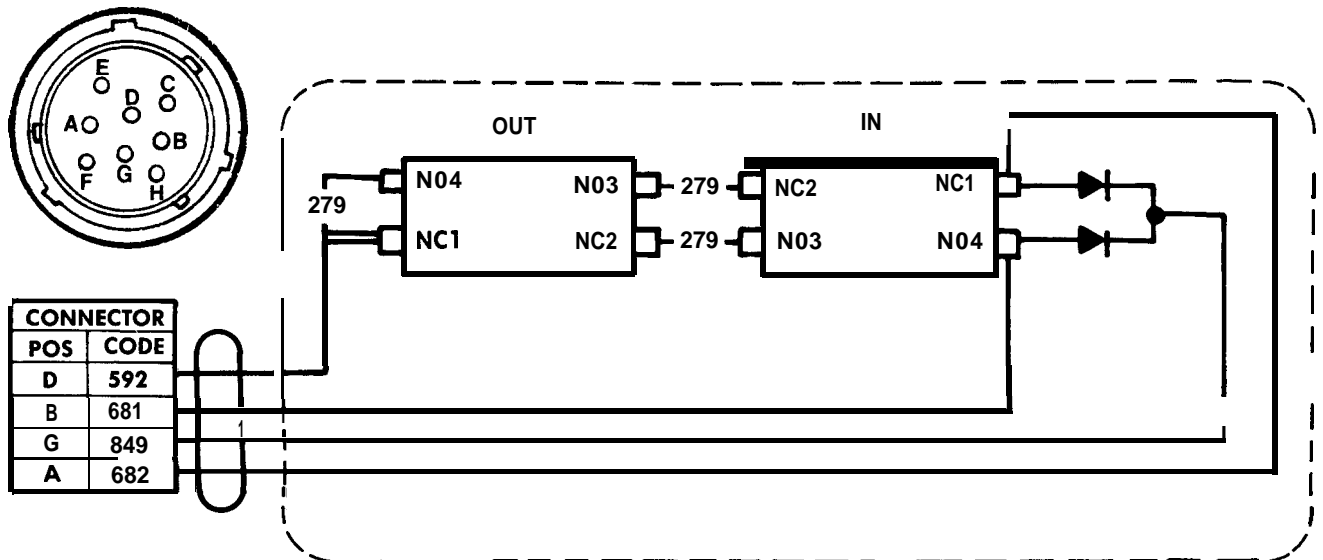 E
C
D
A
B
F
G
H
OUT
IN
N04
N03
279
NC2
NC1
279
NC1
NC2
279
N03
N04
CONNECTOR
POS CODE
D 592
B 681
G 849
A 682